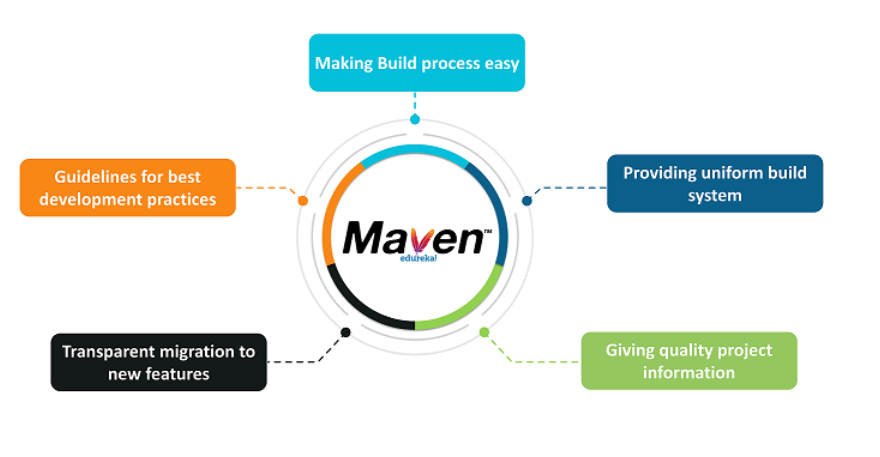 Making Build process easy
Guidelines for best
development practices
Providing uniform build
system
Maven™
edureka!
Transparent migration to
new features
Giving quality project
information